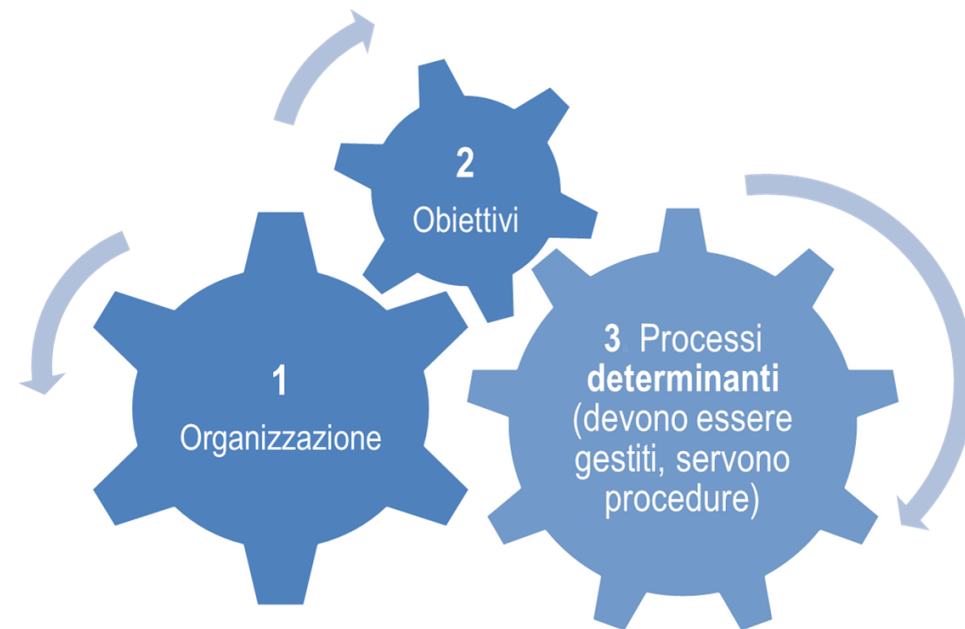 1
Organizzazione
2
Obiettivi
3. Processi
determinanti
(devono essere
gestiti, servono
procedure)